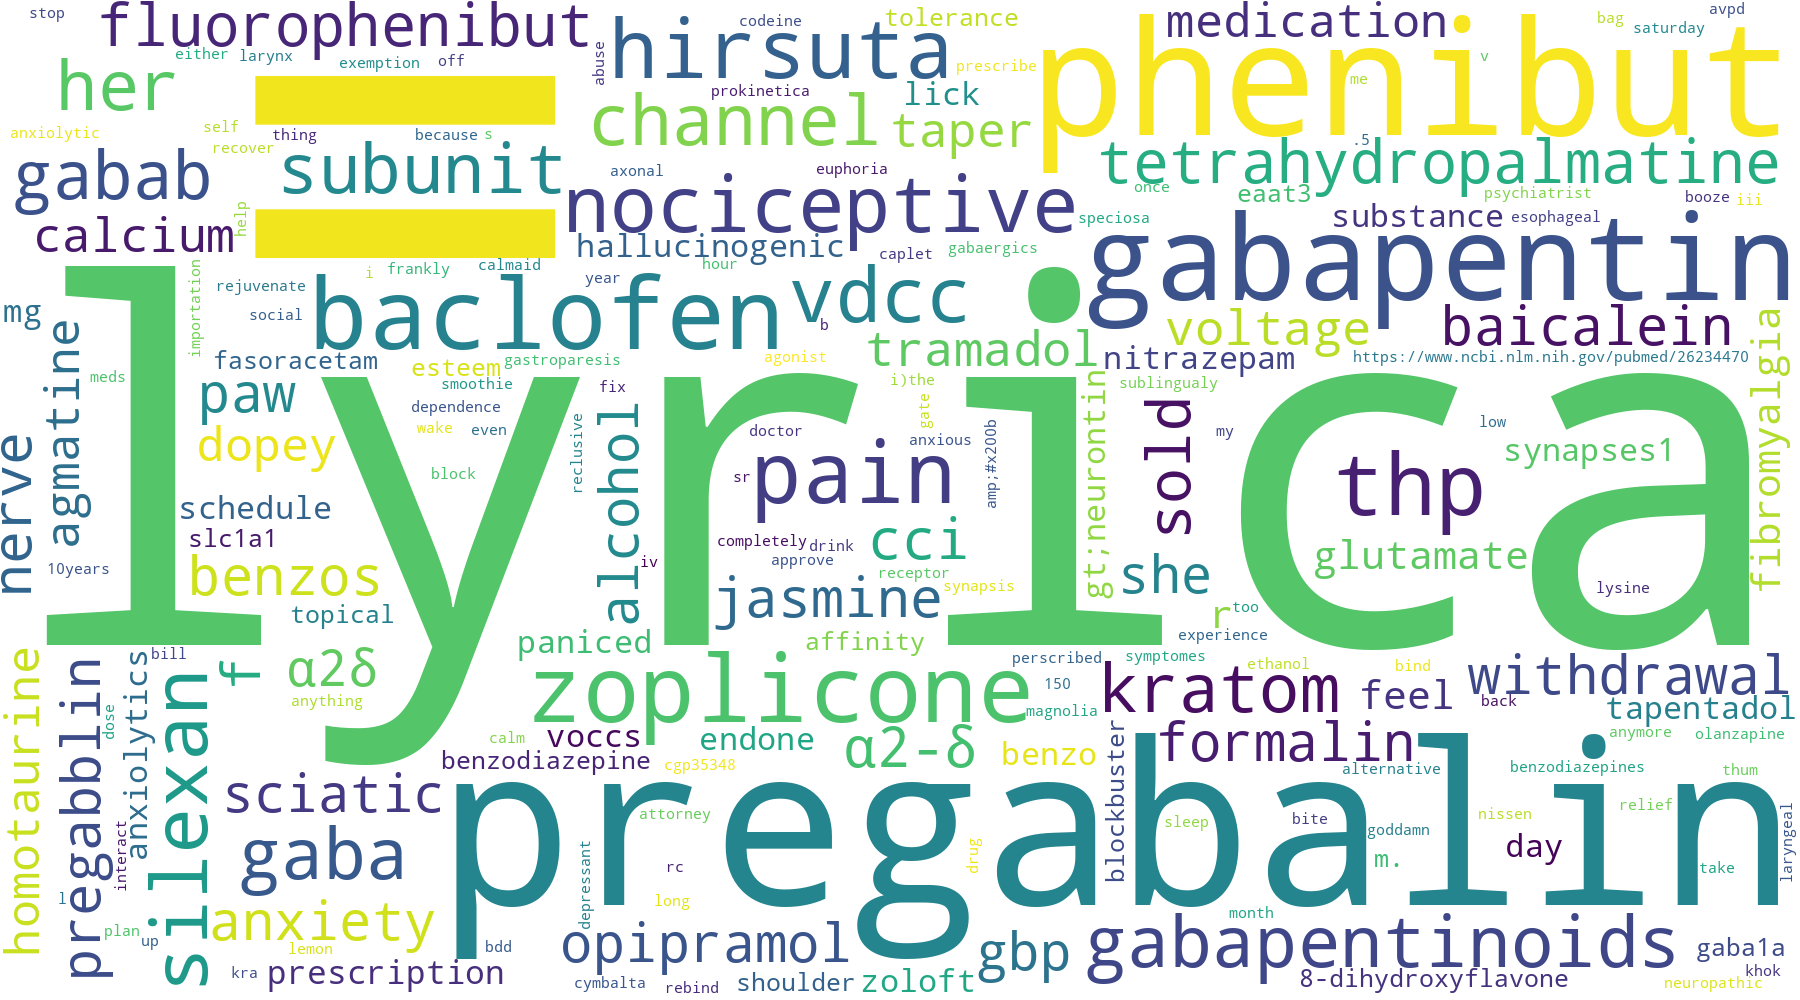 stop
fluorophenibut
codeine
tolerance
medication
bag
avpd
saturday
hirsuta
phenibut
abuse
either
larynx
exemption
off
her
prescribe
v
me
lick
prokinetica
channel
taper
anxiolytic
self
thing
because
s
recover
.5
tetrahydropalmatine
gabab
subunit
axonal
euphoria
nociceptive
once
eaat3
psychiatrist
booze
iii
help
calcium
speciosa
substance
esophageal
hallucinogenic
caplet
gabaergics
gabapentin
importation
i
frankly
calmaid
year
hour
rejuvenate
mg
social
baclofen
vdcc
b
voltage
baicalein
fibromyalgia
fasoracetam
esteem
gastroparesis
agonist
tramadol
nitrazepam
https://www.ncbi.nlm.nih.gov/pubmed/26234470
agmatine
meds
paw
smoothie
fix
i)the
gate
gt;neurontin
sublingualy
lyrica
dependence
wake
even
reclusive
alcohol
doctor
anxious
sold
my
low
nerve
dopey
block
pain
sr
amp;#x200b
thp
synapses1
schedule
slc1a1
completely
drink
cci
iv
approve
10years
benzos
receptor
synapsis
she
glutamate
lysine
topical
jasmine
r
too
experience
paniced
affinity
bill
f
α2δ
perscribed
symptomes
ethanol
bind
withdrawal
homotaurine
pregabblin
anxiolytics
silexan
anything
zoplicone
150
kratom
feel
back
tapentadol
dose
magnolia
calm
voccs
endone
α2-δ
benzo
blockbuster
formalin
anymore
olanzapine
benzodiazepine
cgp35348
alternative
benzodiazepines
thum
sciatic
pregabalin
attorney
nissen
relief
laryngeal
interact
gaba
sleep
bite
goddamn
day
depressant
rc
drug
m.
take
l
long
anxiety
month
plan
up
lemon
bdd
opipramol
gbp
gabapentinoids
gaba1a
kra
prescription
cymbalta
rebind
shoulder
zoloft
8-dihydroxyflavone
khok
neuropathic